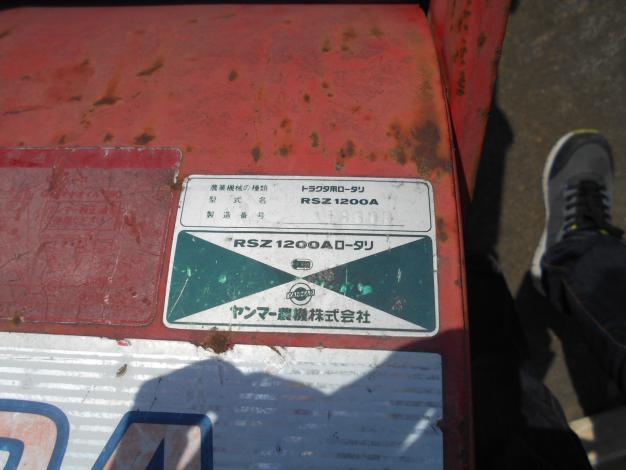 農業機械の種類 トラクタ用ロータリ
型式名 RSZ1200A
製造番号
RSZ1200Aロータリ
ヤンマー農機株式会社